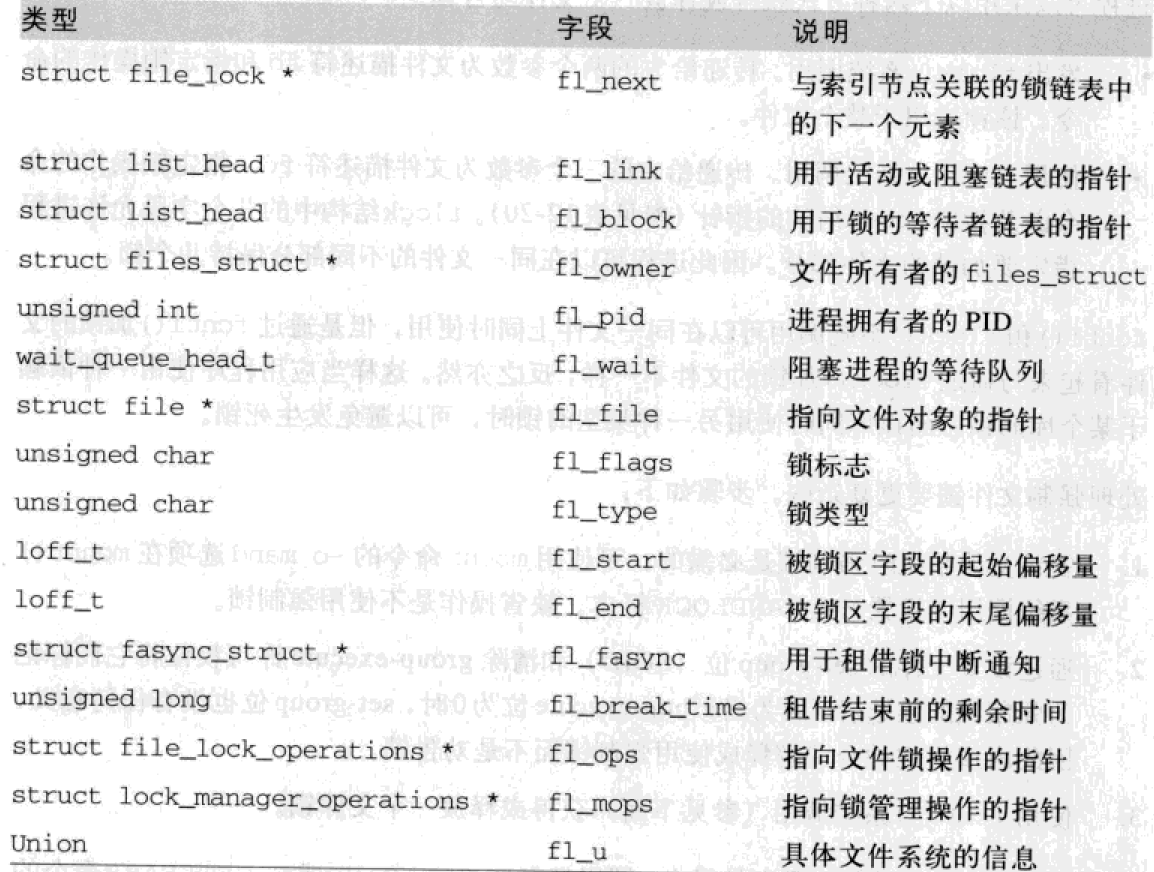 类型 字段 说明
struct file_lock * fl_next 与索引节点关联的锁链表中
的下一个元素
struct list_head fl_link 用于活动或阻塞链表的指针
struct list_head fl_block 用于锁的等待者链表的指针
struct files_struct * fl_owner 文件所有者的 files_struct
unsigned int fl_pid 进程拥有者的 PID
wait_queue_head_t fl_wait 阻塞进程的等待队列
struct file * fl_file 指向文件对象的指针
unsigned char fl_flags 锁标志
unsigned char fl_type 锁类型
loff_t fl_start 被锁区字段的起始偏移量
loff_t fl_end 被锁区字段的末尾偏移量
struct fasync_struct * fl_fasync 用于租借锁中断通知
unsigned long fl_break_time 租借结束前的剩余时间
struct file_lock_operations * fl_ops 指向文件锁操作的指针
struct lock_manager_operations * fl_mops 指向锁管理操作的指针
Union fl_u 具体文件系统的信息